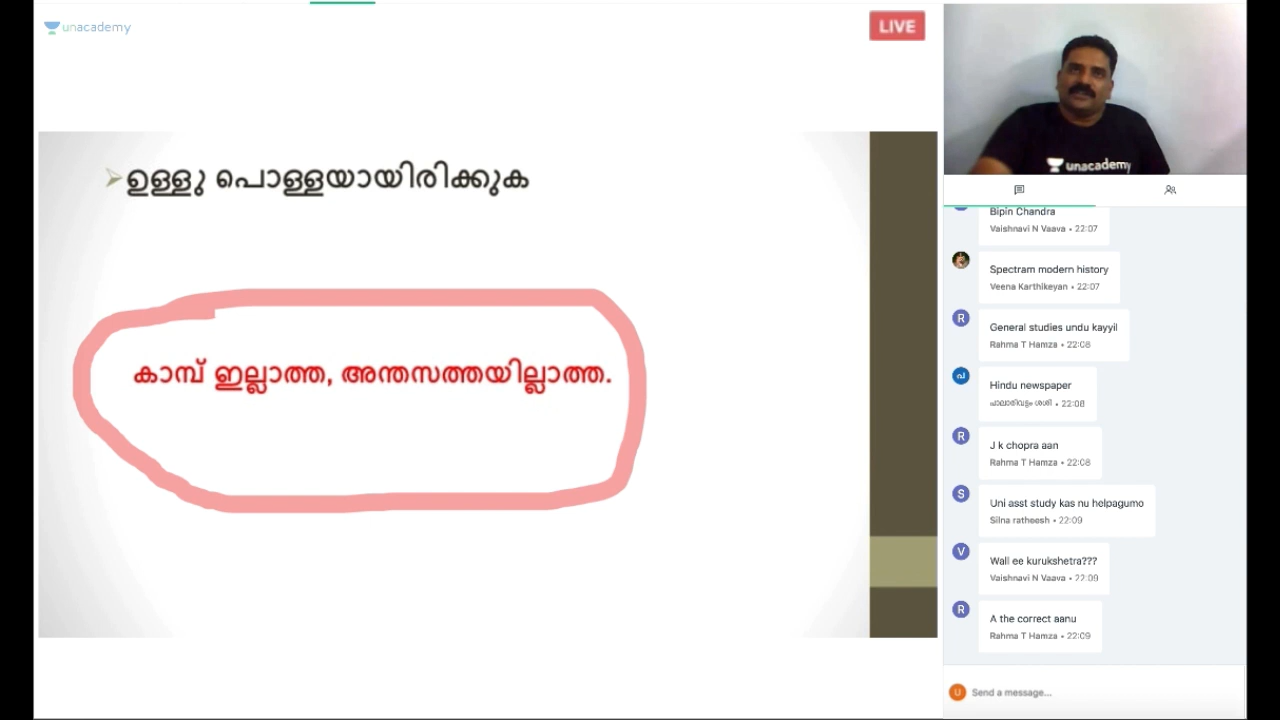 unacademy
LIVE
ഉള്ളു പൊള്ളയായിരിക്കുക
കാമ്പ് ഇല്ലാത്ത, അന്തസത്തയില്ലാത്ത.
unacademy
Bipin Chandra
Vaishnavi N Vaava • 22:07
Spectram modern history
Veena Karthikeyan • 22:07
R
General studies undu kayyil
Rahma T Hamza • 22:08
പ
Hindu newspaper
പാലാരിവട്ടം ശശി • 22:08
R
J k chopra aan
Rahma T Hamza • 22:08
S
Uni asst study kas nu helpagumo
Silna ratheesh • 22:09
V
Wall ee kurukshetra???
Vaishnavi N Vaava • 22:09
R
A the correct aanu
Rahma T Hamza • 22:09
U
Send a message...